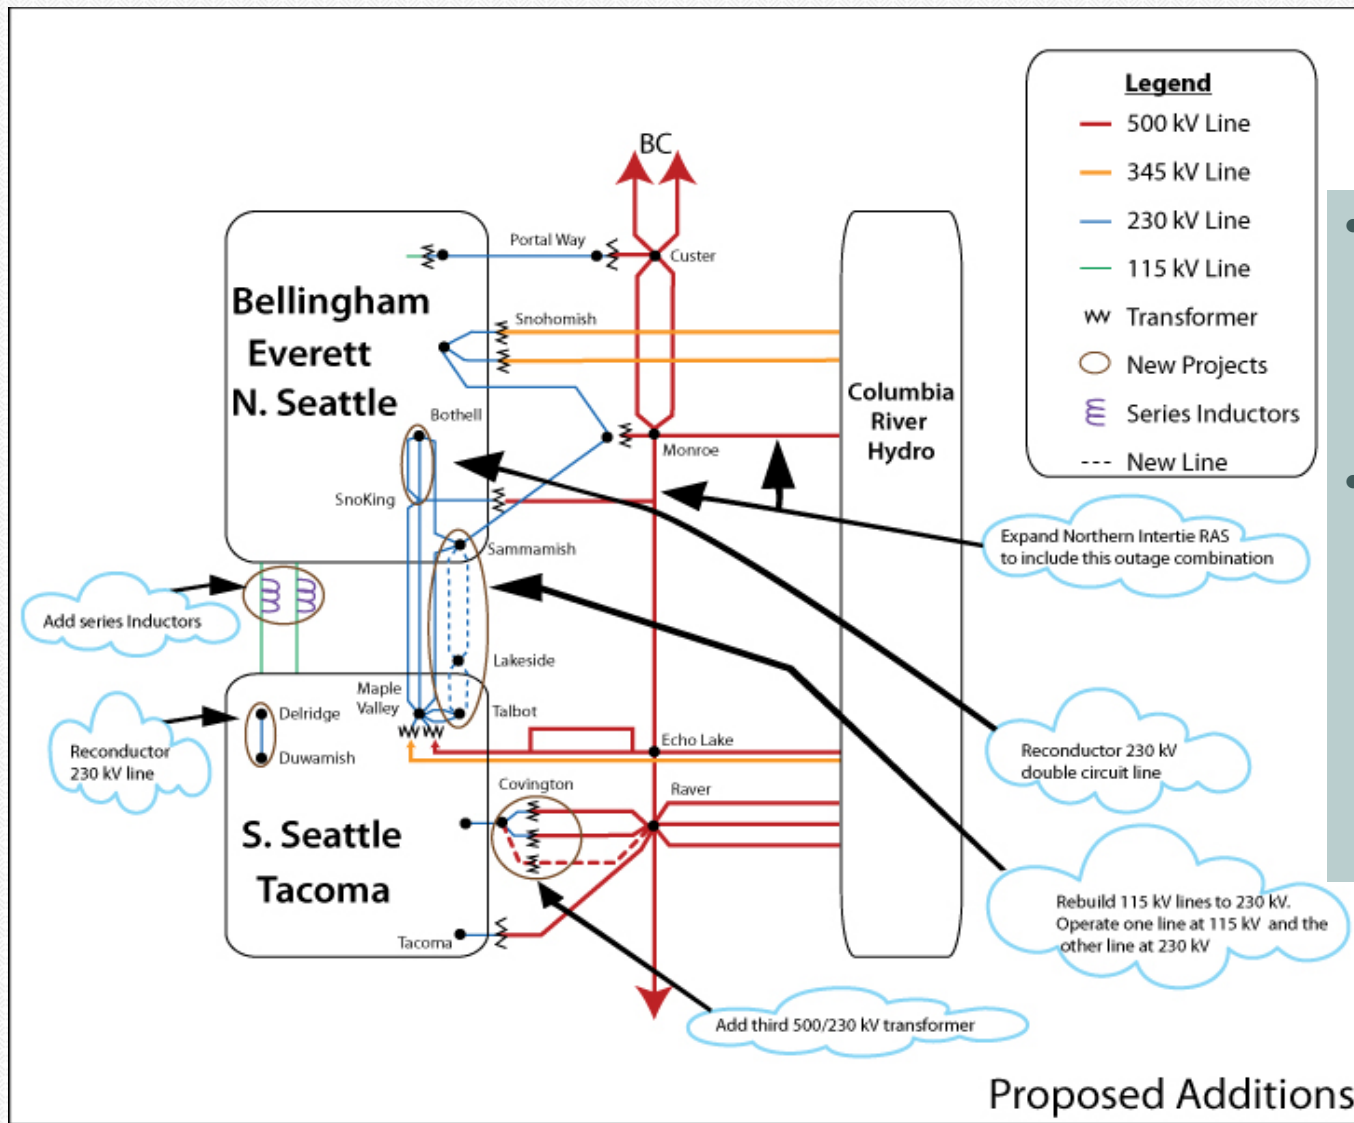 BC
Legend
500 kV Line
345 kV Line
230 kV Line
115 kV Line
Transformer
New Projects
Series Inductors
New Line
Portal Way
Custer
Bellingham
Everett
N. Seattle
Snohomish
Columbia
River
Hydro
Bothell
Monroe
SnoKing
Sammamish
Expand Northern Intertie RAS
to include this outage combination
Add series Inductors
Lakeside
Maple
Valley
Talbot
Delridge
Duwamish
Reconductor
230 kV line
Echo Lake
Reconductor 230 kV
double circuit line
Covington
Raver
S. Seattle
Tacoma
Tacoma
Rebuild 115 kV lines to 230 kV.
Operate one line at 115 kV and the
other line at 230 kV
Add third 500/230 kV transformer
Proposed Additions